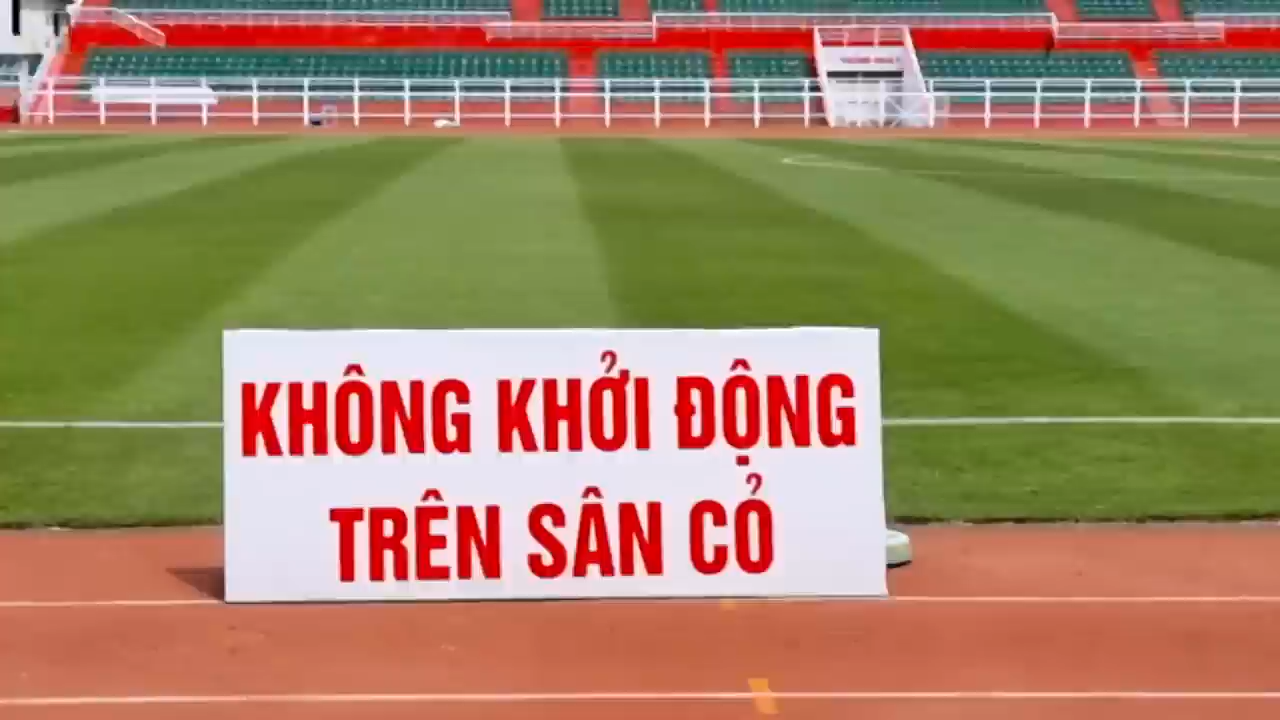 KHÔNG KHỞI ĐỘNG
TRÊN SÂN CỎ